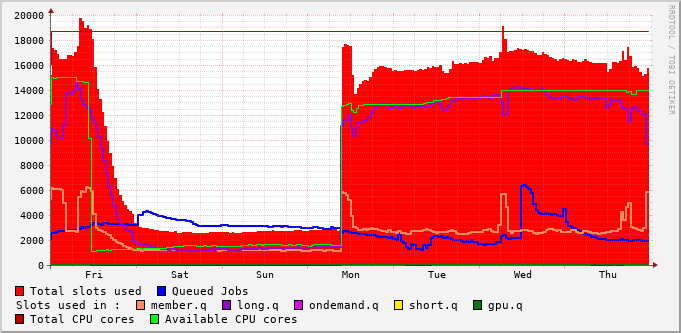 20000
18000
16000
14000
12000
10000
8000
6000
4000
2000
0
Fri Sat Sun Mon Tue Wed Thu
RRDTOOL / TOBI OETIKER
Total slots used Queued Jobs
Slots used in : member.q long.q ondemand.q short.q gpu.q
Total CPU cores Available CPU cores